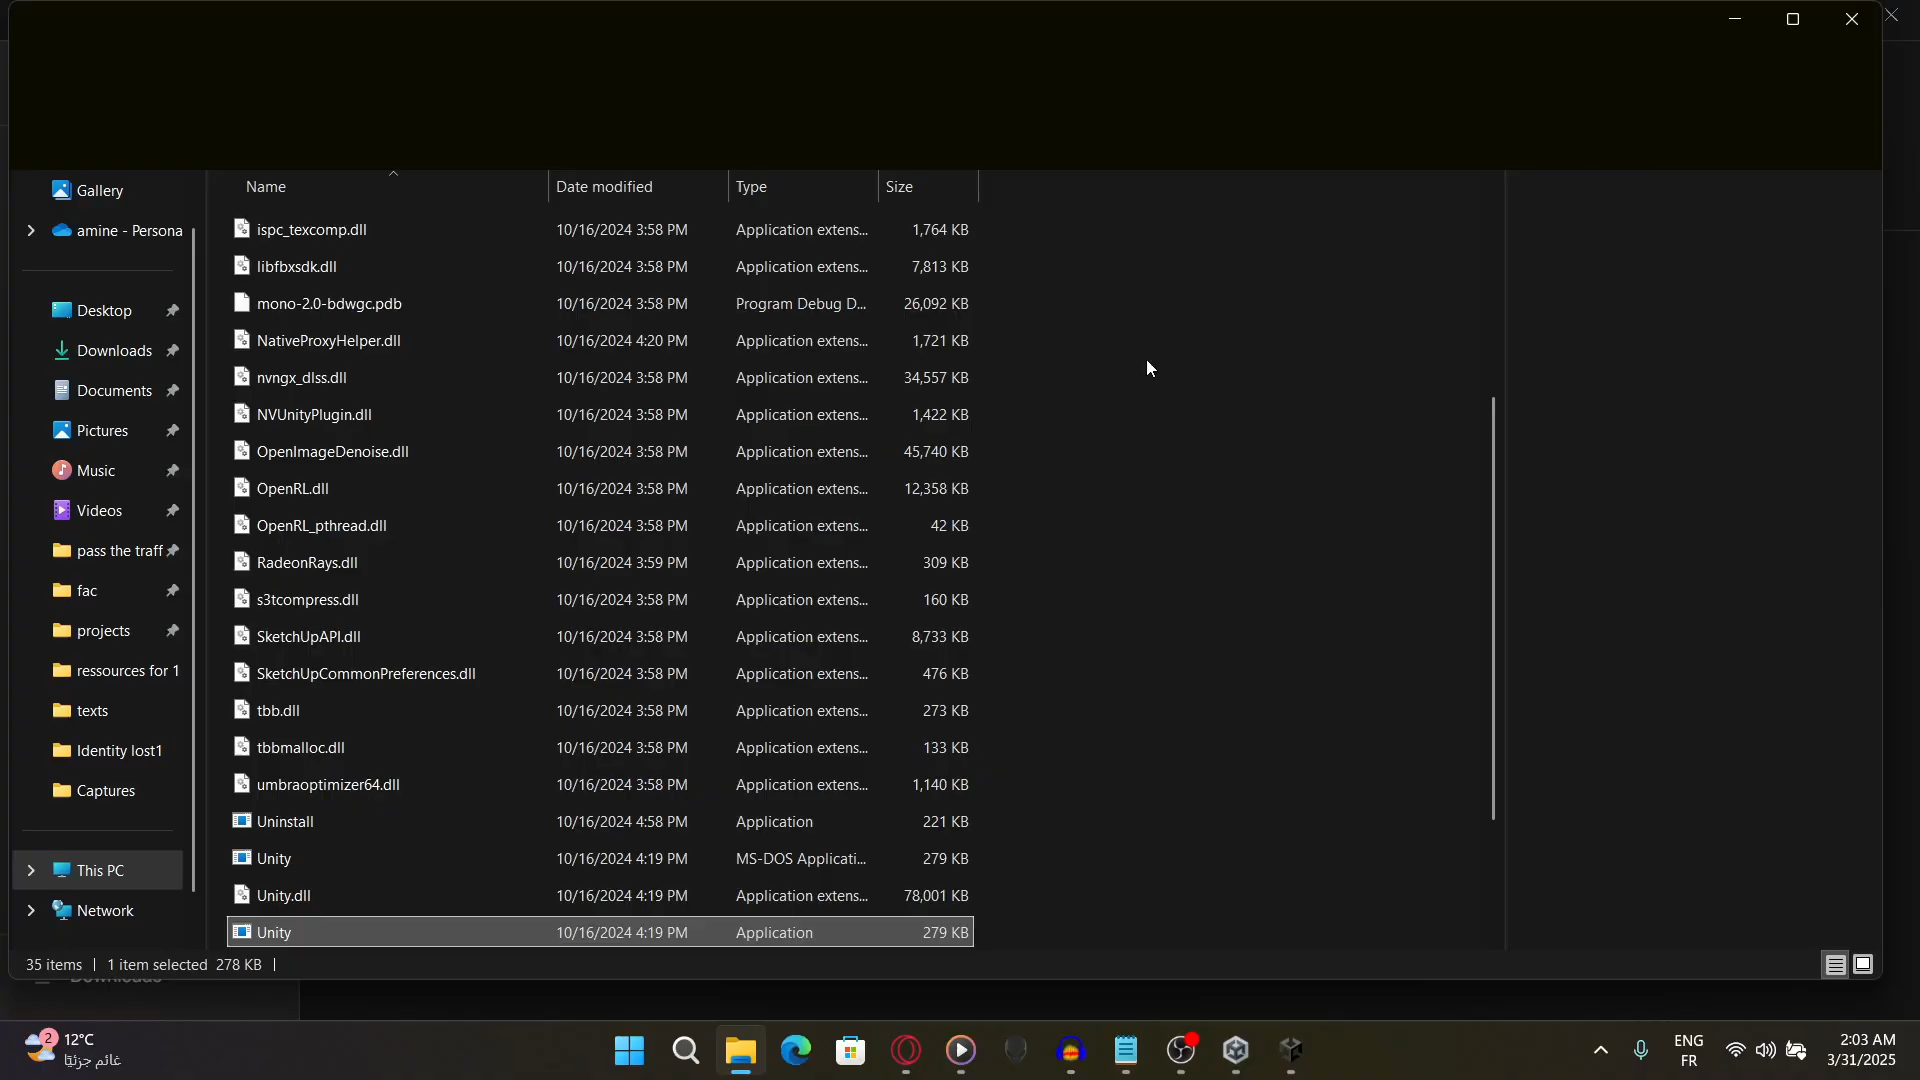 Name Date modified Type Size
Gallery
amine - Persona
Desktop
Downloads
Documents
Pictures
Music
Videos
pass the traff
fac
projects
ressources for 1
texts
Identity lost1
Captures
This PC
Network
ispc_texcomp.dll 10/16/2024 3:58 PM Application extens... 1,764 KB
libfbxsdk.dll 10/16/2024 3:58 PM Application extens... 7,813 KB
mono-2.0-bdwgc.pdb 10/16/2024 3:58 PM Program Debug D... 26,092 KB
NativeProxyHelper.dll 10/16/2024 4:20 PM Application extens... 1,721 KB
nvngx_dlss.dll 10/16/2024 3:58 PM Application extens... 34,557 KB
NVUnityPlugin.dll 10/16/2024 3:58 PM Application extens... 1,422 KB
OpenImageDenoise.dll 10/16/2024 3:58 PM Application extens... 45,740 KB
OpenRL.dll 10/16/2024 3:58 PM Application extens... 12,358 KB
OpenRL_pthread.dll 10/16/2024 3:58 PM Application extens... 42 KB
RadeonRays.dll 10/16/2024 3:59 PM Application extens... 309 KB
s3tcompress.dll 10/16/2024 3:58 PM Application extens... 160 KB
SketchUpAPI.dll 10/16/2024 3:58 PM Application extens... 8,733 KB
SketchUpCommonPreferences.dll 10/16/2024 3:58 PM Application extens... 476 KB
tbb.dll 10/16/2024 3:58 PM Application extens... 273 KB
tbbmalloc.dll 10/16/2024 3:58 PM Application extens... 133 KB
umbraoptimizer64.dll 10/16/2024 3:58 PM Application extens... 1,140 KB
Uninstall 10/16/2024 4:58 PM Application 221 KB
Unity 10/16/2024 4:19 PM MS-DOS Applicati... 279 KB
Unity.dll 10/16/2024 4:19 PM Application extens... 78,001 KB
Unity 10/16/2024 4:19 PM Application 279 KB
35 items 1 item selected 278 KB
Downloads
2 12°C
غائم جزئيًا
ENG
FR
2:03 AM
3/31/2025